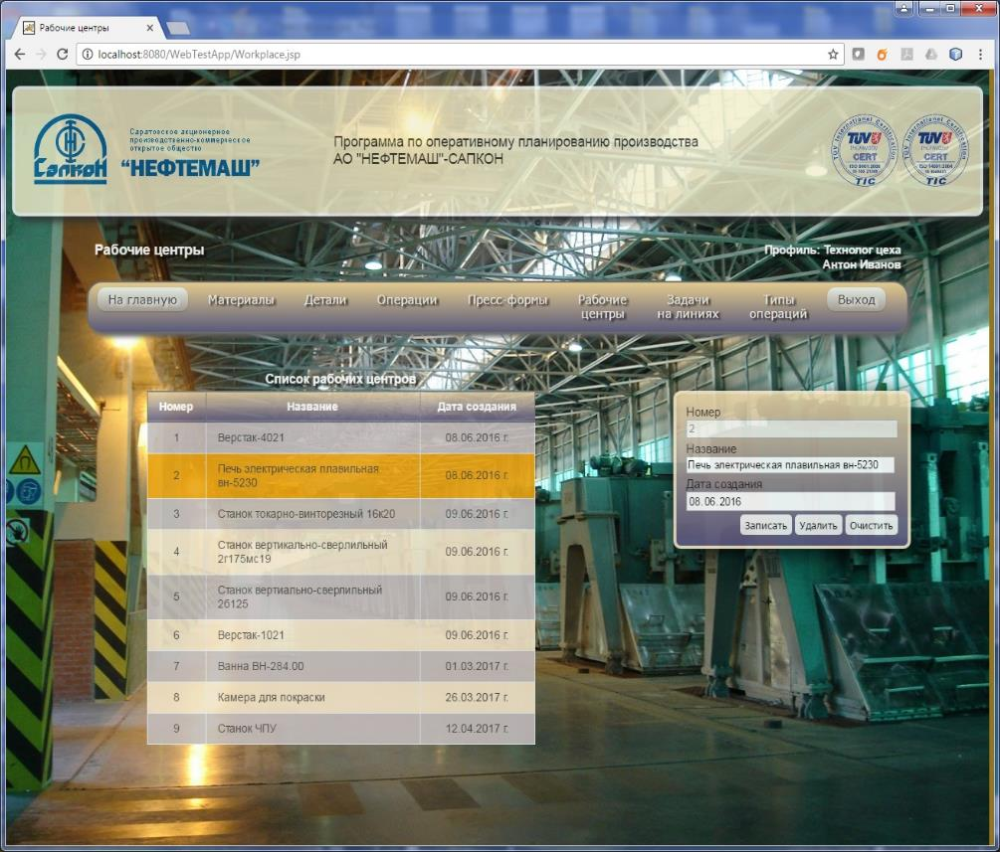 Рабочие центры
localhost:8080/WebTestApp/Workplace.jsp
Саратовское акционерное
производственно-коммерческое
открытое общество
"НЕФТЕМАШ"
Сапкон
Программа по оперативному планированию производства
АО "НЕФТЕМАШ"-САПКОН
TUV International Certification
TÜV
CERT
TIC
TUV International Certification
TÜV
CERT
TIC
Рабочие центры
Профиль: Технолог цеха
Антон Иванов
На главную Материалы Детали Операции Пресс-формы Рабочие центры Задачи на линиях Типы операций Выход
Список рабочих центров
Номер Название Дата создания
1 Верстак-4021 08.06.2016 г.
2 Печь электрическая плавильная вн-5230 08.06.2016 г.
3 Станок токарно-винторезный 16к20 09.06.2016 г.
4 Станок вертикально-сверлильный 2г175мс19 09.06.2016 г.
5 Станок вертиально-сверлильный 2б125 09.06.2016 г.
6 Верстак-1021 09.06.2016 г.
7 Ванна ВН-284.00 01.03.2017 г.
8 Камера для покраски 26.03.2017 г.
9 Станок ЧПУ 12.04.2017 г.
Номер
2
Название
Печь электрическая плавильная вн-5230
Дата создания
08.06.2016
Записать Удалить Очистить